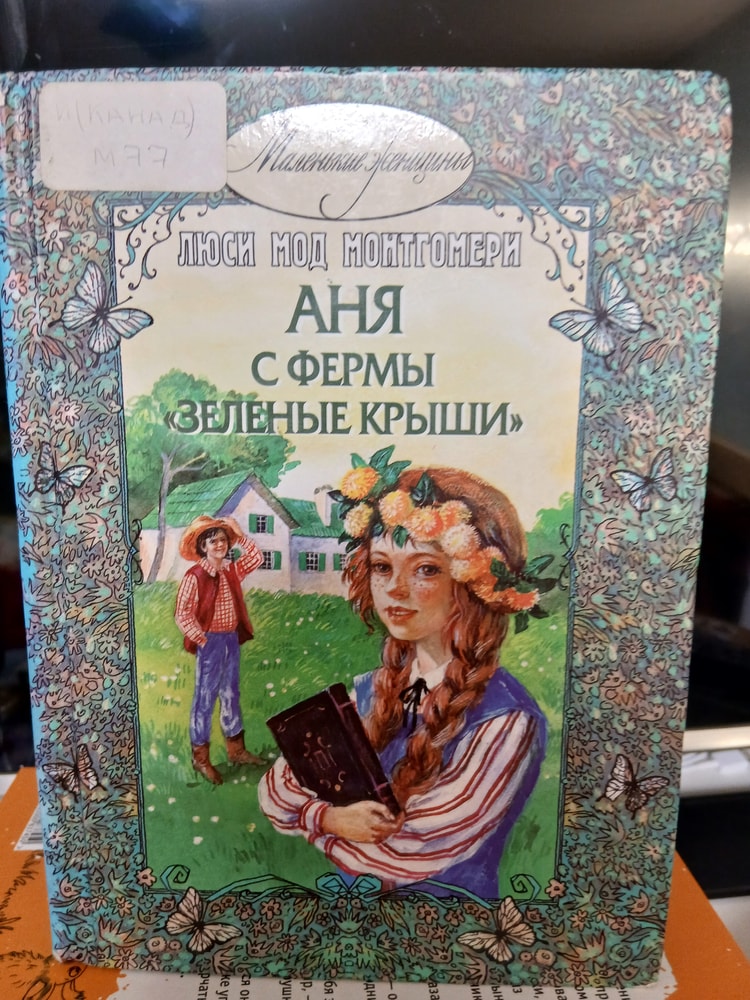 И(КАНАД)
М77
Маленькие женщины
ЛЮСИ МОД МОНТГОМЕРИ
АНЯ
С ФЕРМЫ
«ЗЕЛЕНЫЕ КРЫШИ»